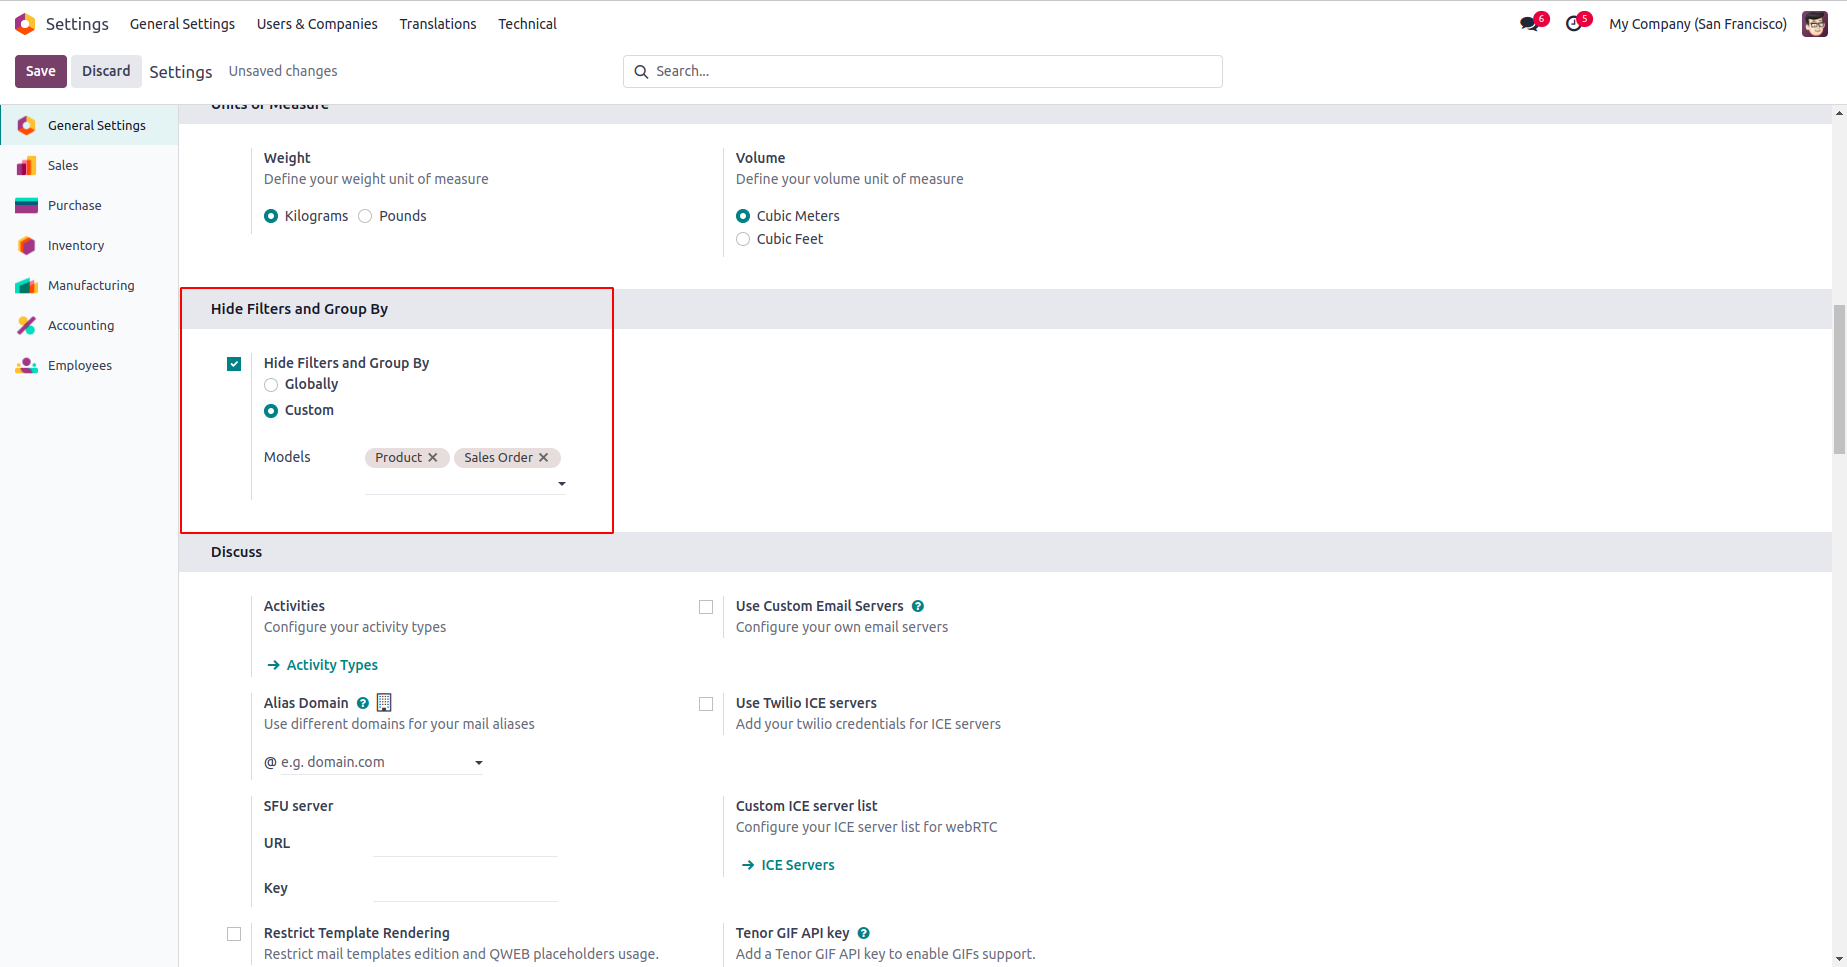 Settings General Settings Users & Companies Translations Technical 6 5 My Company (San Francisco)
Save Discard Settings Unsaved changes Search...
Units of Measure
General Settings
Sales
Purchase
Inventory
Manufacturing
Accounting
Employees
Weight
Define your weight unit of measure
Kilograms Pounds
Volume
Define your volume unit of measure
Cubic Meters
Cubic Feet
Hide Filters and Group By
Hide Filters and Group By
Globally
Custom
Models Product Sales Order
Discuss
Activities
Configure your activity types
Activity Types
Use Custom Email Servers ?
Configure your own email servers
Alias Domain ?
Use different domains for your mail aliases
@ e.g. domain.com
Use Twilio ICE servers
Add your twilio credentials for ICE servers
SFU server
URL
Key
Custom ICE server list
Configure your ICE server list for webRTC
ICE Servers
Restrict Template Rendering
Restrict mail templates edition and QWEB placeholders usage.
Tenor GIF API key ?
Add a Tenor GIF API key to enable GIFs support.